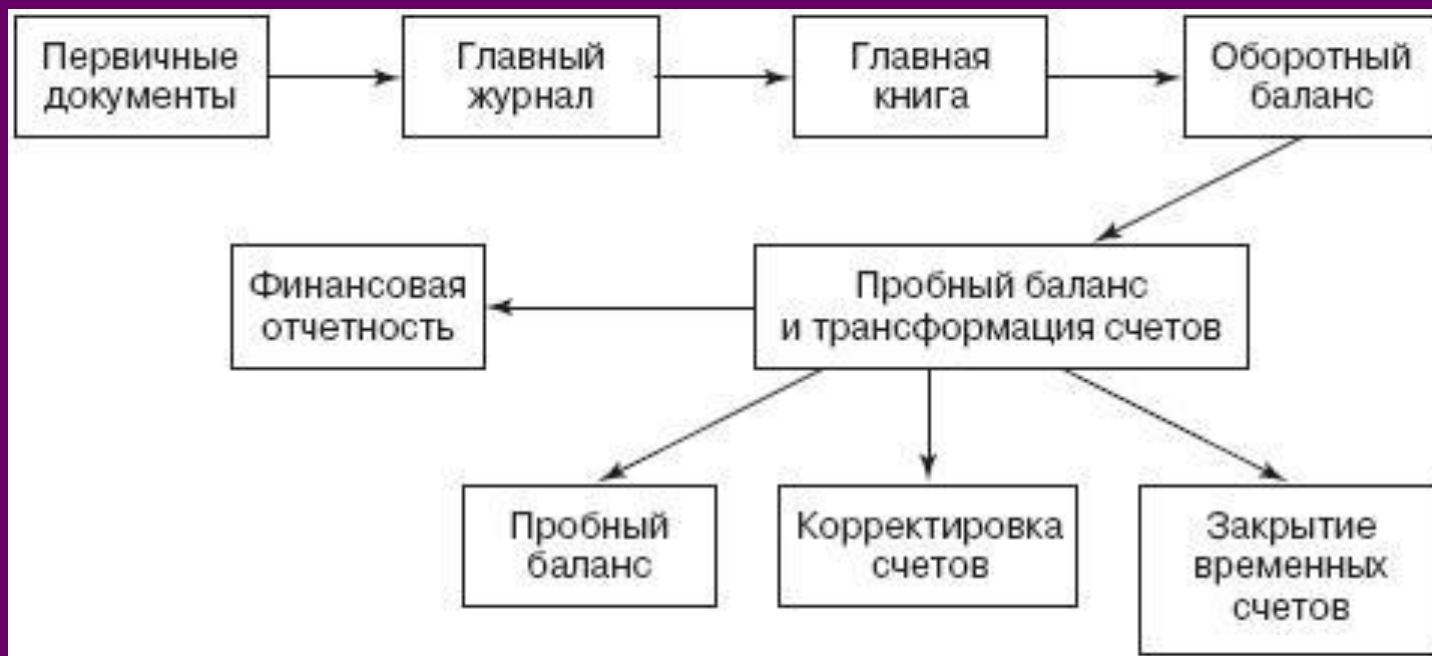 Первичные
документы
Главный
журнал
Главная
книга
Оборотный
баланс
Финансовая
отчетность
Пробный баланс
и трансформация счетов
Пробный
баланс
Корректировка
счетов
Закрытие
временных
счетов